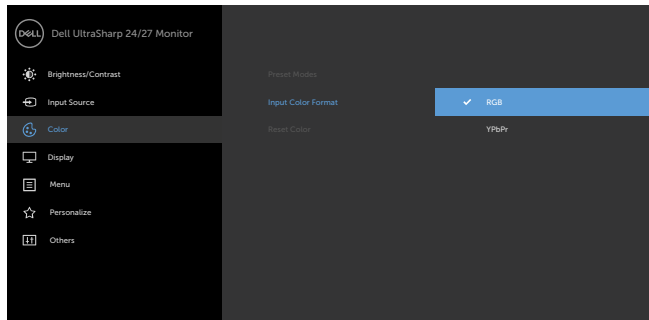 DELL Dell UltraSharp 24/27 Monitor
Brightness/Contrast
Preset Modes
Input Source
Input Color Format
RGB
Color
Reset Color
YPbPr
Display
Menu
Personalize
Others